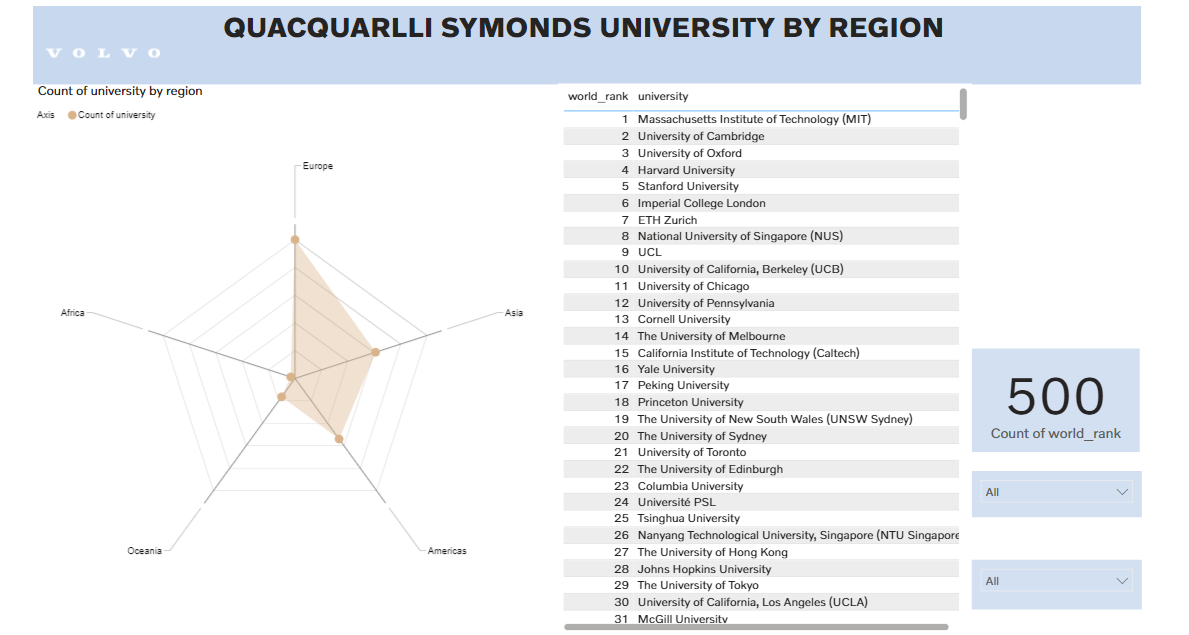 QUACQUARLLI SYMONDS UNIVERSITY BY REGION
VOLVO
Count of university by region
Axis Count of university
Europe
Asia
Africa
Oceania
Americas
world_rank university
1 Massachusetts Institute of Technology (MIT)
2 University of Cambridge
3 University of Oxford
4 Harvard University
5 Stanford University
6 Imperial College London
7 ETH Zurich
8 National University of Singapore (NUS)
9 UCL
10 University of California, Berkeley (UCB)
11 University of Chicago
12 University of Pennsylvania
13 Cornell University
14 The University of Melbourne
15 California Institute of Technology (Caltech)
16 Yale University
17 Peking University
18 Princeton University
19 The University of New South Wales (UNSW Sydney)
20 The University of Sydney
21 University of Toronto
22 The University of Edinburgh
23 Columbia University
24 Université PSL
25 Tsinghua University
26 Nanyang Technological University, Singapore (NTU Singapore
27 The University of Hong Kong
28 Johns Hopkins University
29 The University of Tokyo
30 University of California, Los Angeles (UCLA)
31 McGill University
500
Count of world_rank
All
All